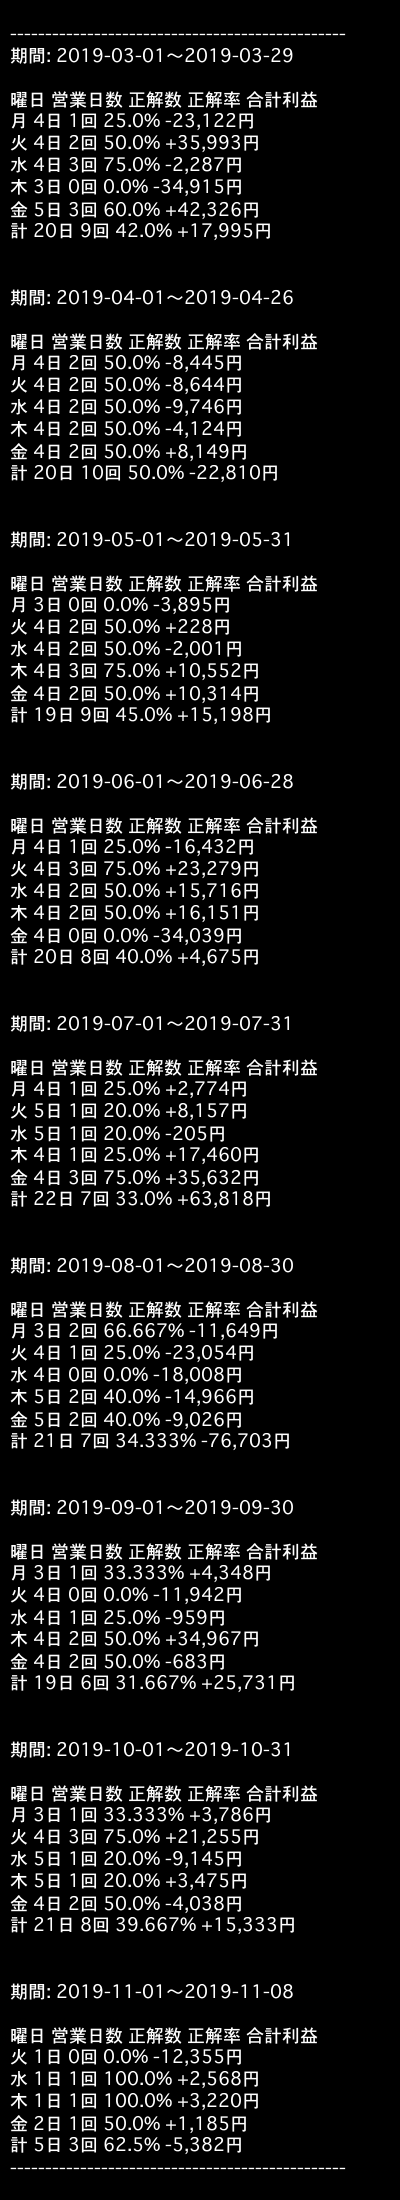 ------------------------------------------------
期間: 2019-03-01〜2019-03-29
曜日 営業日数 正解数 正解率 合計利益
月 4日 1回 25.0% -23,122円
火 4日 2回 50.0% +35,993円
水 4日 3回 75.0% -2,287円
木 3日 0回 0.0% -34,915円
金 5日 3回 60.0% +42,326円
計 20日 9回 42.0% +17,995円
期間: 2019-04-01〜2019-04-26
曜日 営業日数 正解数 正解率 合計利益
月 4日 2回 50.0% -8,445円
火 4日 2回 50.0% -8,644円
水 4日 2回 50.0% -9,746円
木 4日 2回 50.0% -4,124円
金 4日 2回 50.0% +8,149円
計 20日 10回 50.0% -22,810円
期間: 2019-05-01〜2019-05-31
曜日 営業日数 正解数 正解率 合計利益
月 3日 0回 0.0% -3,895円
火 4日 2回 50.0% +228円
水 4日 2回 50.0% -2,001円
木 4日 3回 75.0% +10,552円
金 4日 2回 50.0% +10,314円
計 19日 9回 45.0% +15,198円
期間: 2019-06-01〜2019-06-28
曜日 営業日数 正解数 正解率 合計利益
月 4日 1回 25.0% -16,432円
火 4日 3回 75.0% +23,279円
水 4日 2回 50.0% +15,716円
木 4日 2回 50.0% +16,151円
金 4日 0回 0.0% -34,039円
計 20日 8回 40.0% +4,675円
期間: 2019-07-01〜2019-07-31
曜日 営業日数 正解数 正解率 合計利益
月 4日 1回 25.0% +2,774円
火 5日 1回 20.0% +8,157円
水 5日 1回 20.0% -205円
木 4日 1回 25.0% +17,460円
金 4日 3回 75.0% +35,632円
計 22日 7回 33.0% +63,818円
期間: 2019-08-01〜2019-08-30
曜日 営業日数 正解数 正解率 合計利益
月 3日 2回 66.667% -11,649円
火 4日 1回 25.0% -23,054円
水 4日 0回 0.0% -18,008円
木 5日 2回 40.0% -14,966円
金 5日 2回 40.0% -9,026円
計 21日 7回 34.333% -76,703円
期間: 2019-09-01〜2019-09-30
曜日 営業日数 正解数 正解率 合計利益
月 3日 1回 33.333% +4,348円
火 4日 0回 0.0% -11,942円
水 4日 1回 25.0% -959円
木 4日 2回 50.0% +34,967円
金 4日 2回 50.0% -683円
計 19日 6回 31.667% +25,731円
期間: 2019-10-01〜2019-10-31
曜日 営業日数 正解数 正解率 合計利益
月 3日 1回 33.333% +3,786円
火 4日 3回 75.0% +21,255円
水 5日 1回 20.0% -9,145円
木 5日 1回 20.0% +3,475円
金 4日 2回 50.0% -4,038円
計 21日 8回 39.667% +15,333円
期間: 2019-11-01〜2019-11-08
曜日 営業日数 正解数 正解率 合計利益
火 1日 0回 0.0% -12,355円
水 1日 1回 100.0% +2,568円
木 1日 1回 100.0% +3,220円
金 2日 1回 50.0% +1,185円
計 5日 3回 62.5% -5,382円
------------------------------------------------